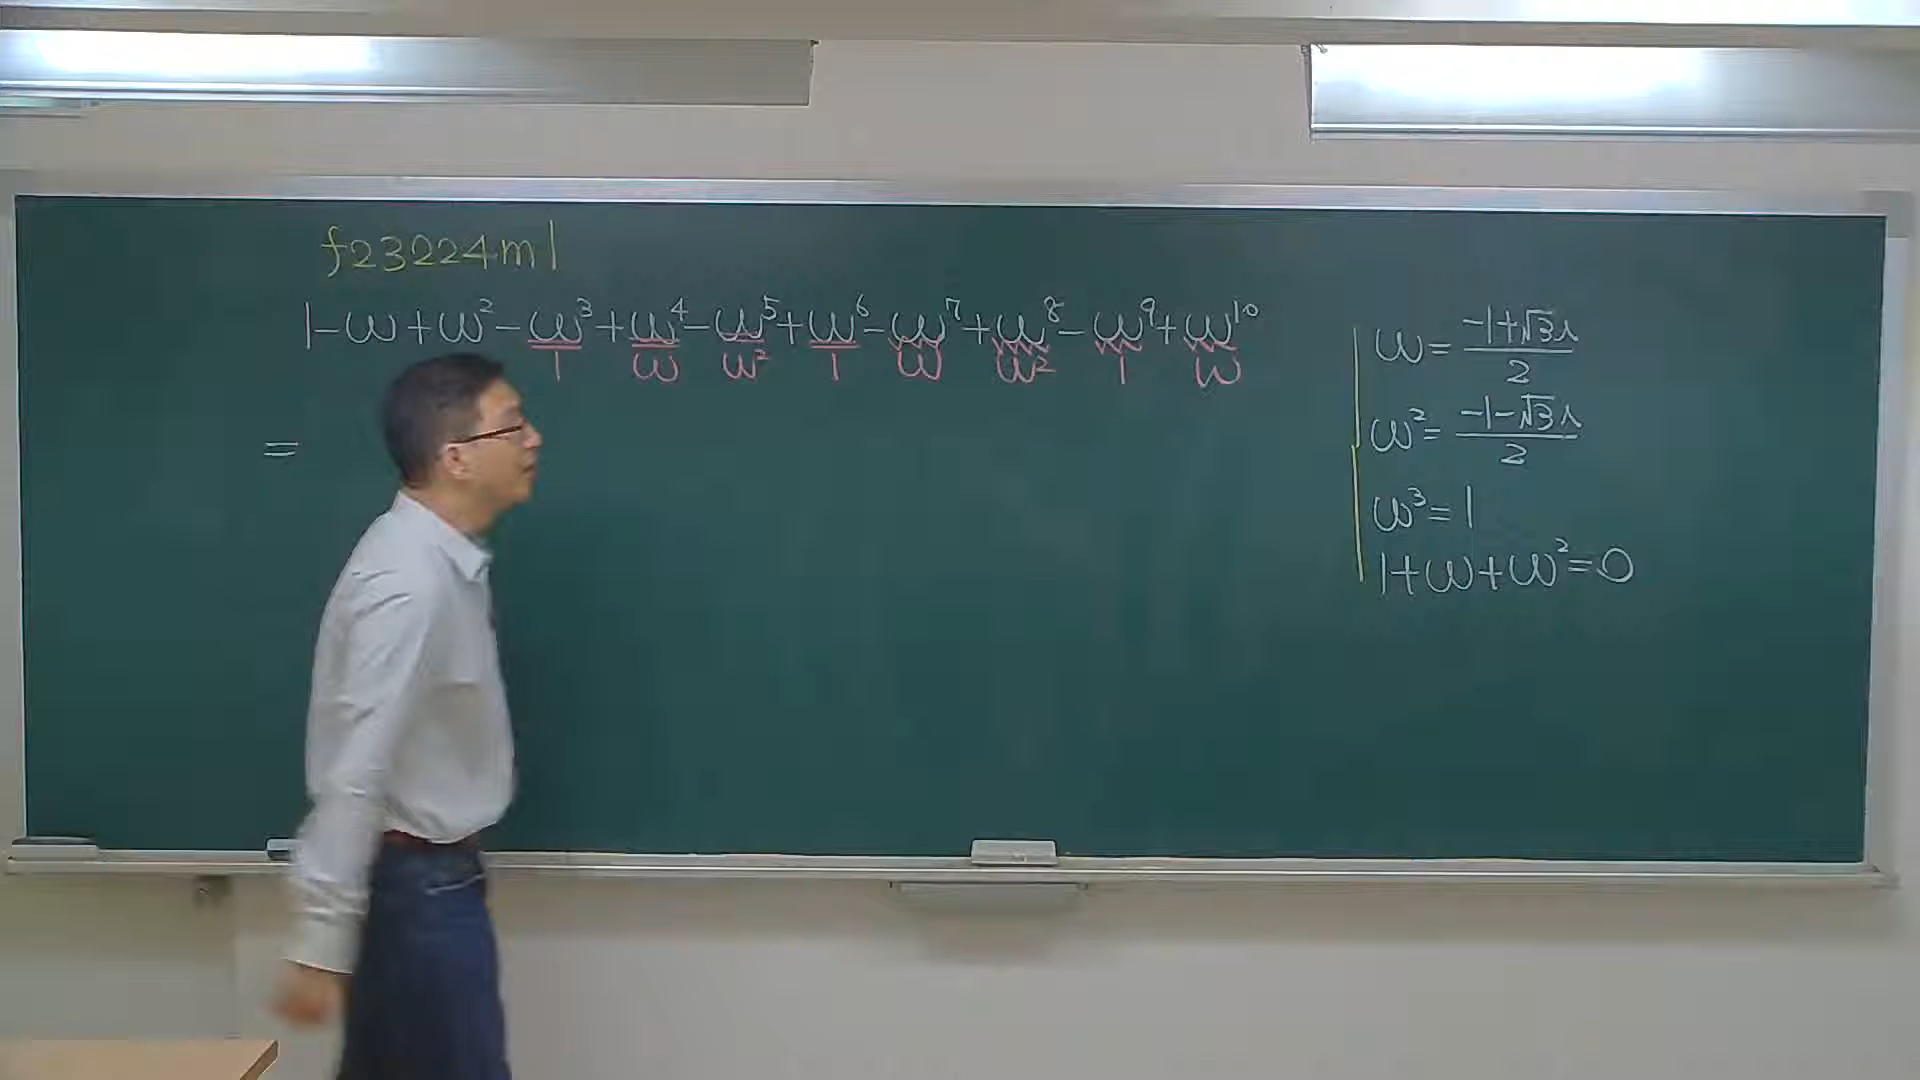 f23224m1
1-ω+ω²-ω³+ω⁴-ω⁵+ω⁶-ω⁷+ω⁸-ω⁹+ω¹⁰
1 ω ω² 1 ω ω² 1 ω
=
ω = (-1+√3i)/2
ω² = (-1-√3i)/2
ω³ = 1
1+ω+ω²=0